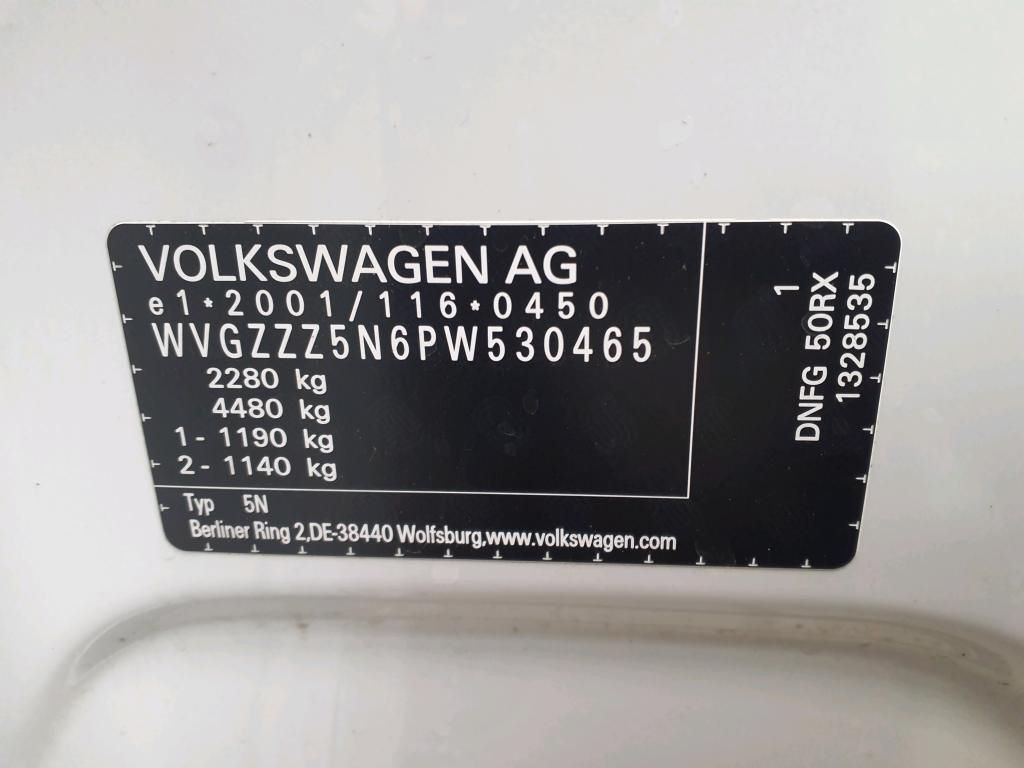 VOLKSWAGEN AG
e1*2001/116*0450
WVGZZZ5N6PW530465
2280 kg
4480 kg
1 - 1190 kg
2 - 1140 kg
Typ 5N
Berliner Ring 2,DE-38440 Wolfsburg,www.volkswagen.com
1
DNFG 50RX
1328535